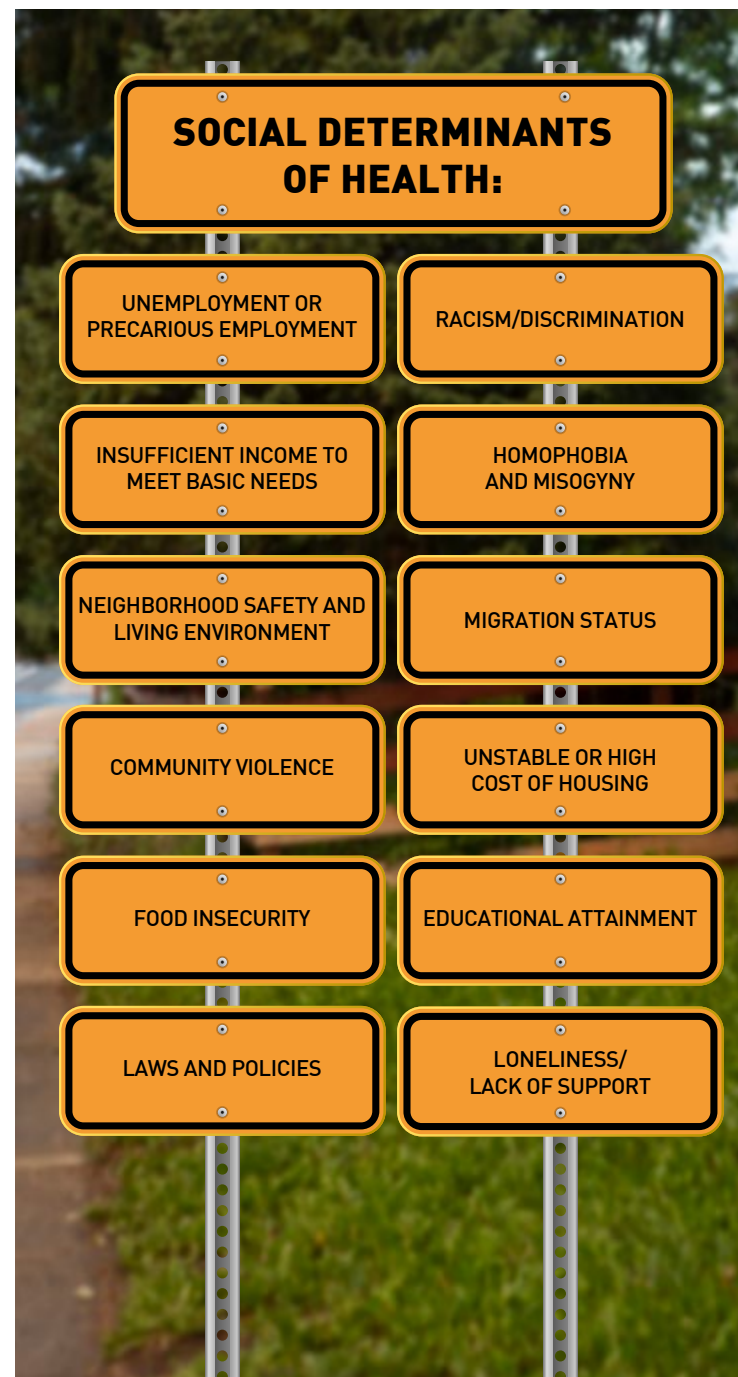 SOCIAL DETERMINANTS
OF HEALTH:
UNEMPLOYMENT OR
PRECARIOUS EMPLOYMENT
RACISM/DISCRIMINATION
INSUFFICIENT INCOME TO
MEET BASIC NEEDS
HOMOPHOBIA
AND MISOGYNY
NEIGHBORHOOD SAFETY AND
LIVING ENVIRONMENT
MIGRATION STATUS
COMMUNITY VIOLENCE
UNSTABLE OR HIGH
COST OF HOUSING
FOOD INSECURITY
EDUCATIONAL ATTAINMENT
LAWS AND POLICIES
LONELINESS/
LACK OF SUPPORT